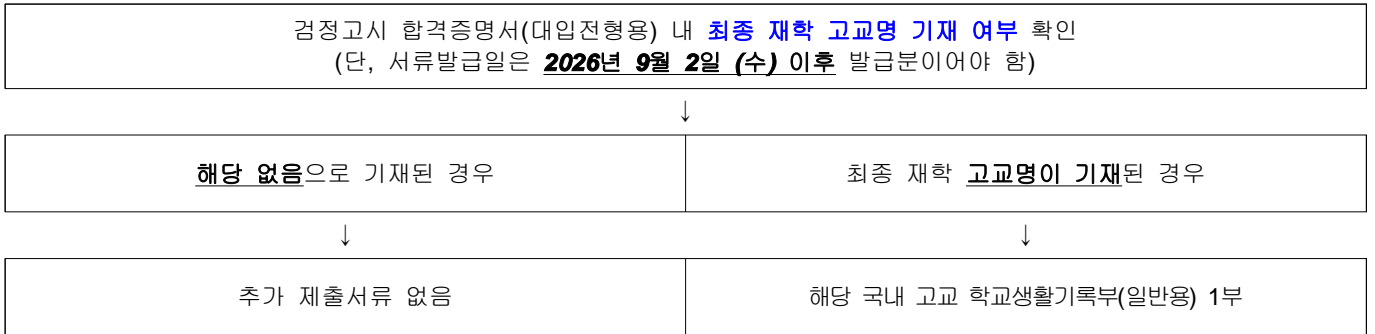 검정고시 합격증명서(대입전형용) 내 최종 재학 고교명 기재 여부 확인
(단, 서류발급일은 2026년 9월 2일 (수) 이후 발급분이어야 함)
↓
해당 없음으로 기재된 경우
최종 재학 고교명이 기재된 경우
↓
↓
추가 제출서류 없음
해당 국내 고교 학교생활기록부(일반용) 1부